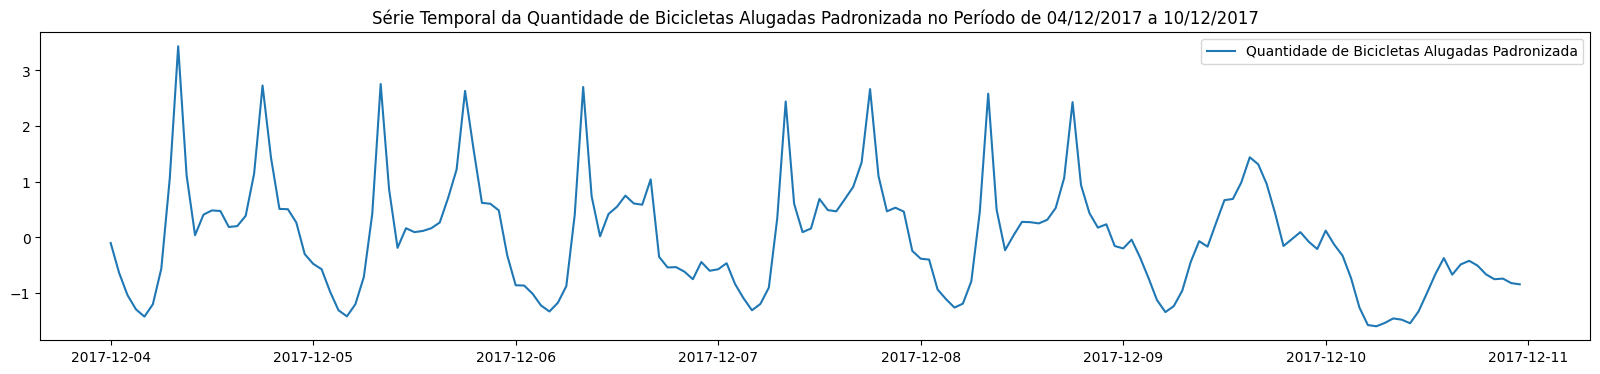 Série Temporal da Quantidade de Bicicletas Alugadas Padronizada no Período de 04/12/2017 a 10/12/2017
Quantidade de Bicicletas Alugadas Padronizada
3
2
1
0
−1
2017-12-04 2017-12-05 2017-12-06 2017-12-07 2017-12-08 2017-12-09 2017-12-10 2017-12-11